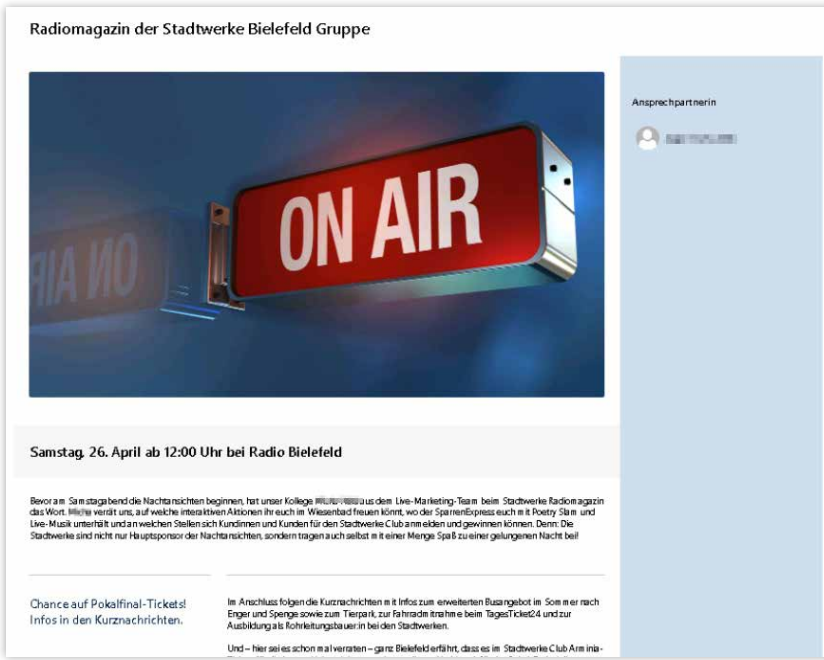 Radiomagazin der Stadtwerke Bielefeld Gruppe
Ansprechpartnerin
ON AIR
ON AIR
Samstag, 26. April ab 12:00 Uhr bei Radio Bielefeld
Bevor am Samstagabend die Nachtansichten beginnen, hat unser Kollege aus dem Live-Marketing-Team beim Stadtwerke Radiomagazin
das Wort. verrät uns, auf welche interaktiven Aktionen ihr euch im Wiesenbad freuen könnt, wo der SparrenExpress euch mit Poetry Slam und
Live-Musik unterhält und an welchen Stellen sich Kundinnen und Kunden für den Stadtwerke Club anmelden und gewinnen können. Denn: Die
Stadtwerke sind nicht nur Hauptsponsor der Nachtansichten, sondern tragen auch selbst mit einer Menge Spaß zu einer gelungenen Nacht bei!
Chance auf Pokalfinal-Tickets!
Infos in den Kurznachrichten.
Im Anschluss folgen die Kurznachrichten mit Infos zum erweiterten Busangebot im Sommer nach
Enger und Spenge sowie zum Tierpark, zur Fahrradmitnahme beim TagesTicket24 und zur
Ausbildung als Rohrleitungsbauer:in bei den Stadtwerken.
Und – hier sei es schon mal verraten – ganz Bielefeld erfährt, dass es im Stadtwerke Club Arminia-